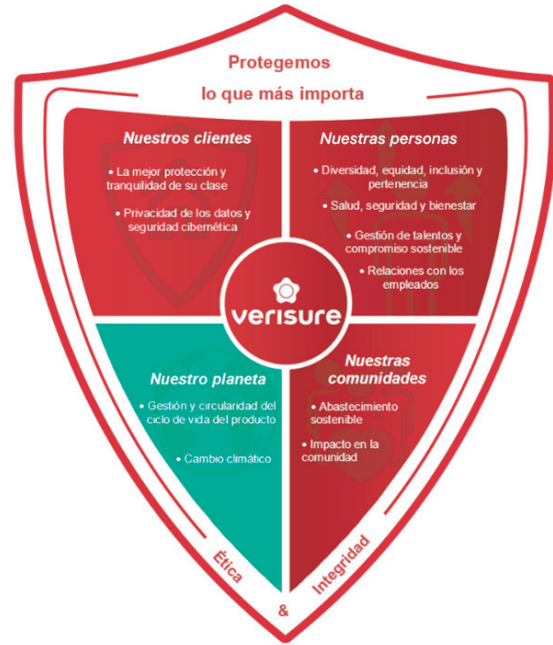 Protegemos
lo que más importa
Nuestros clientes
• La mejor protección y
tranquilidad de su clase
• Privacidad de los datos y
seguridad cibernética
Nuestras personas
• Diversidad, equidad, inclusión y
pertenencia
• Salud, seguridad y bienestar
• Gestión de talentos y
compromiso sostenible
• Relaciones con los
empleados
verisure
Nuestro planeta
• Gestión y circularidad del
ciclo de vida del producto
• Cambio climático
Nuestras
comunidades
• Abastecimiento
sostenible
• Impacto en la
comunidad
Ética
&
Integridad